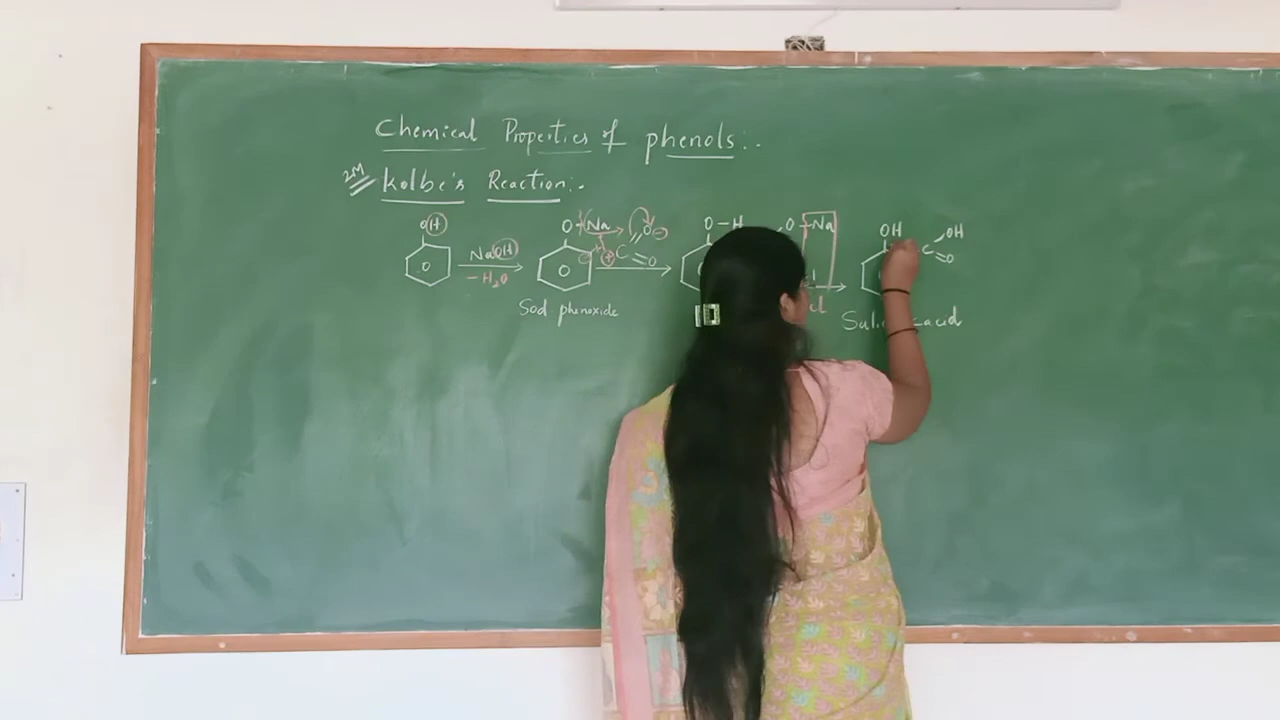 Chemical Properties of phenols:-
2M Kolbe's Reaction:-
OH NaOH O Na O C O O-H O Na OH C OH O
-H₂O
Sod phenoxide acid